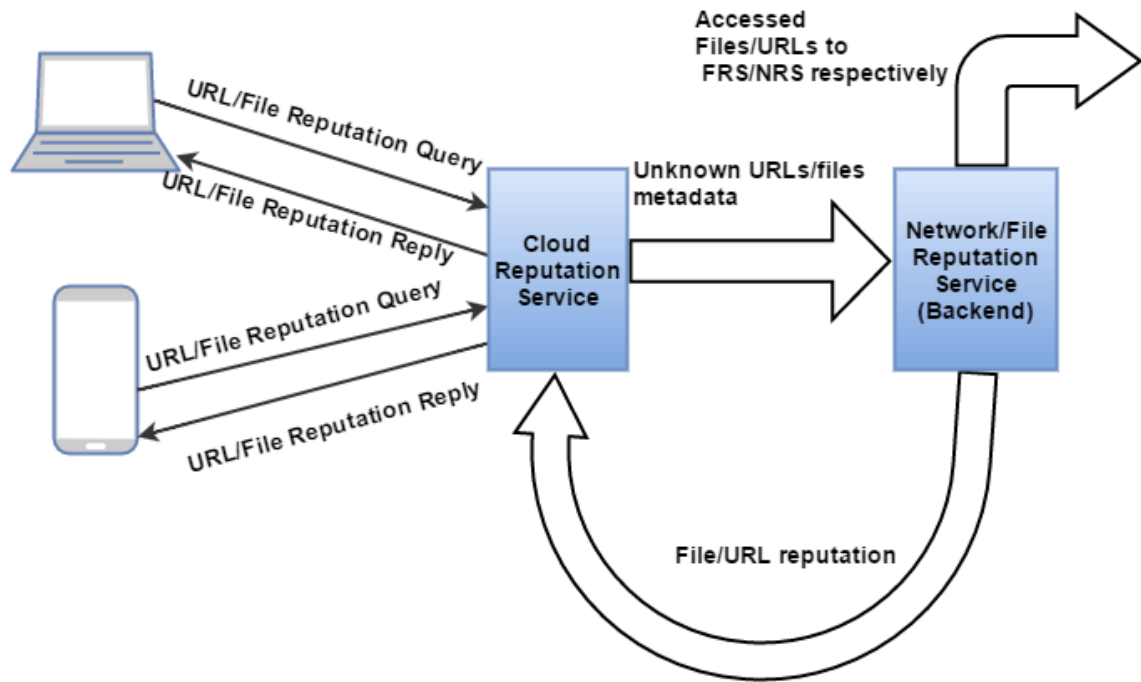 Accessed
Files/URLs to
FRS/NRS respectively
URL/File Reputation Query
URL/File Reputation Reply
Unknown URLs/files
metadata
Cloud
Reputation
Service
Network/File
Reputation
Service
(Backend)
URL/File Reputation Query
URL/File Reputation Reply
File/URL reputation